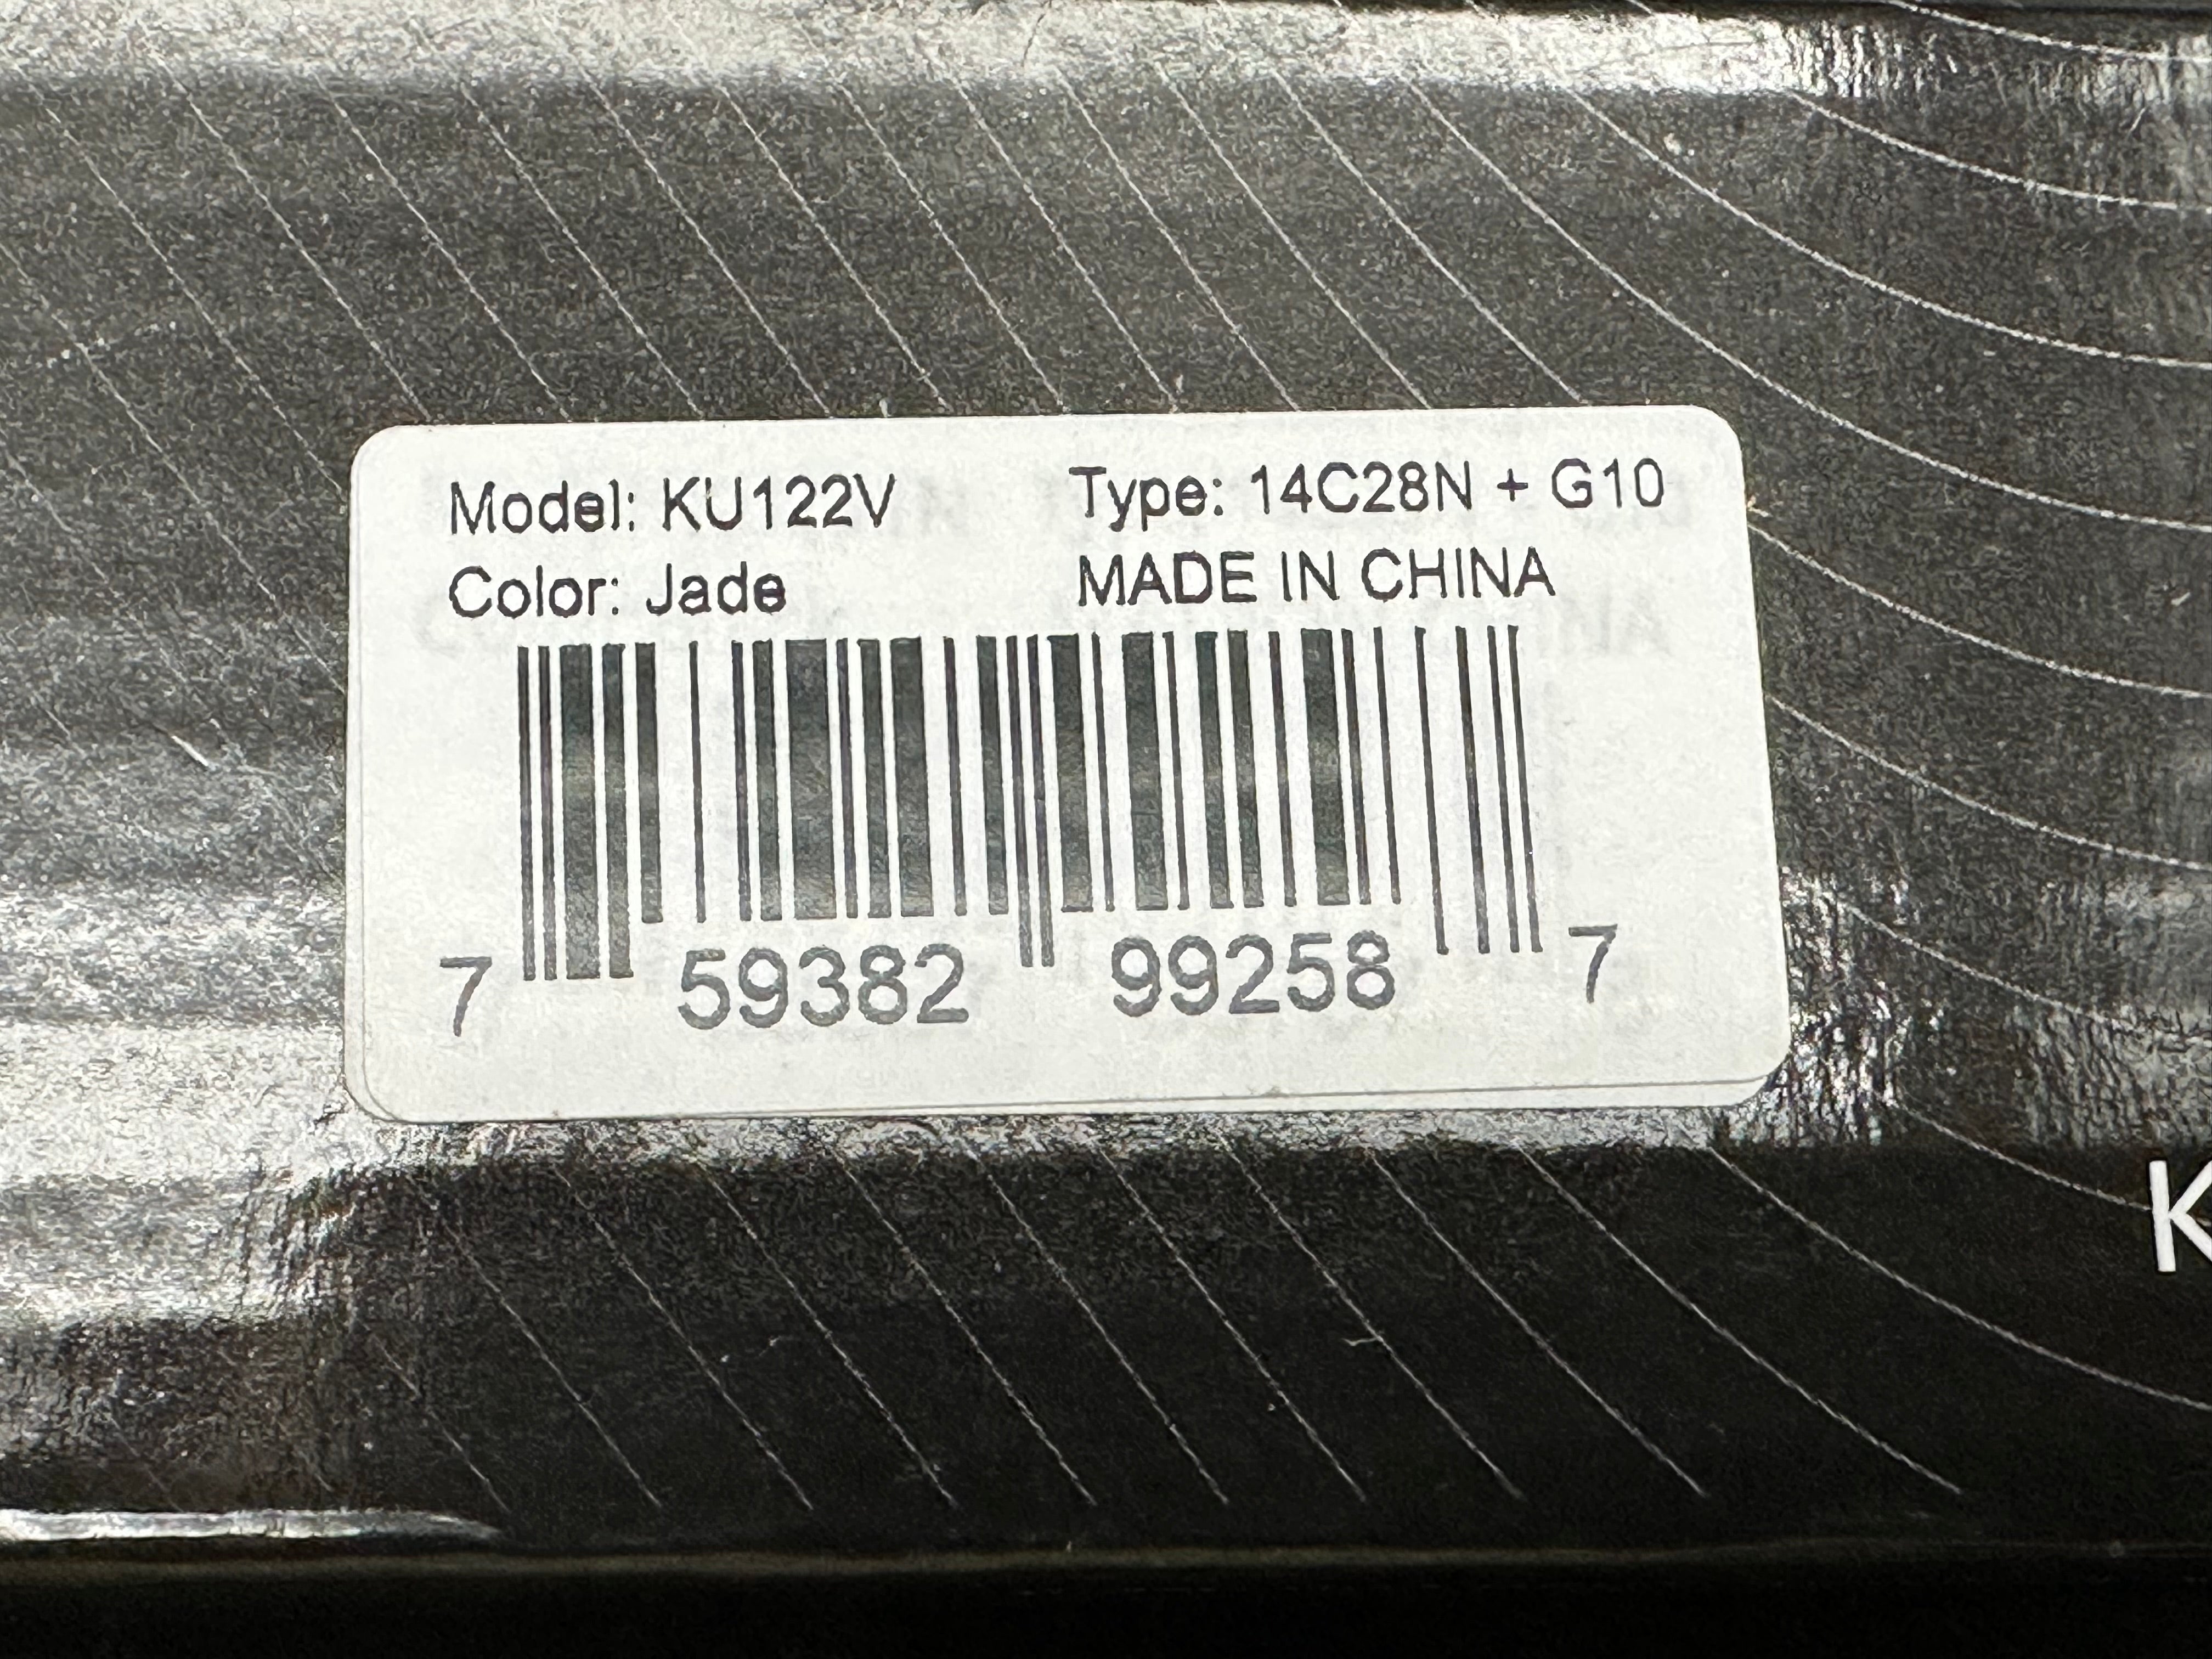 Model: KU122V Type: 14C28N + G10
Color: Jade MADE IN CHINA
7 59382 99258 7
K